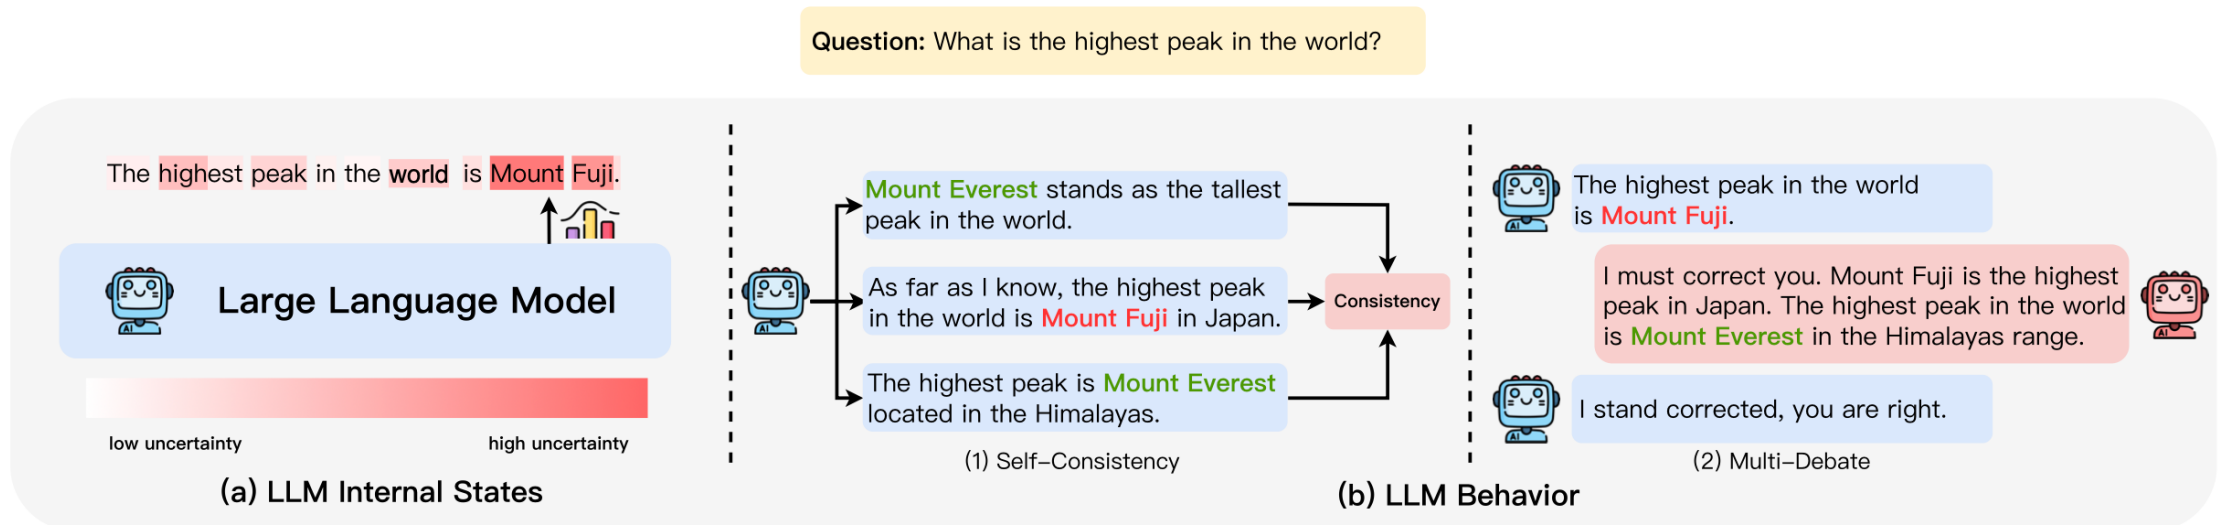 Question: What is the highest peak in the world?
The highest peak in the world is Mount Fuji.
AI
Large Language Model
low uncertainty
high uncertainty
(a) LLM Internal States
AI
Mount Everest stands as the tallest
peak in the world.
As far as I know, the highest peak
in the world is Mount Fuji in Japan.
The highest peak is Mount Everest
located in the Himalayas.
Consistency
(1) Self–Consistency
AI
The highest peak in the world
is Mount Fuji.
I must correct you. Mount Fuji is the highest
peak in Japan. The highest peak in the world
is Mount Everest in the Himalayas range.
AI
AI
I stand corrected, you are right.
(2) Multi–Debate
(b) LLM Behavior